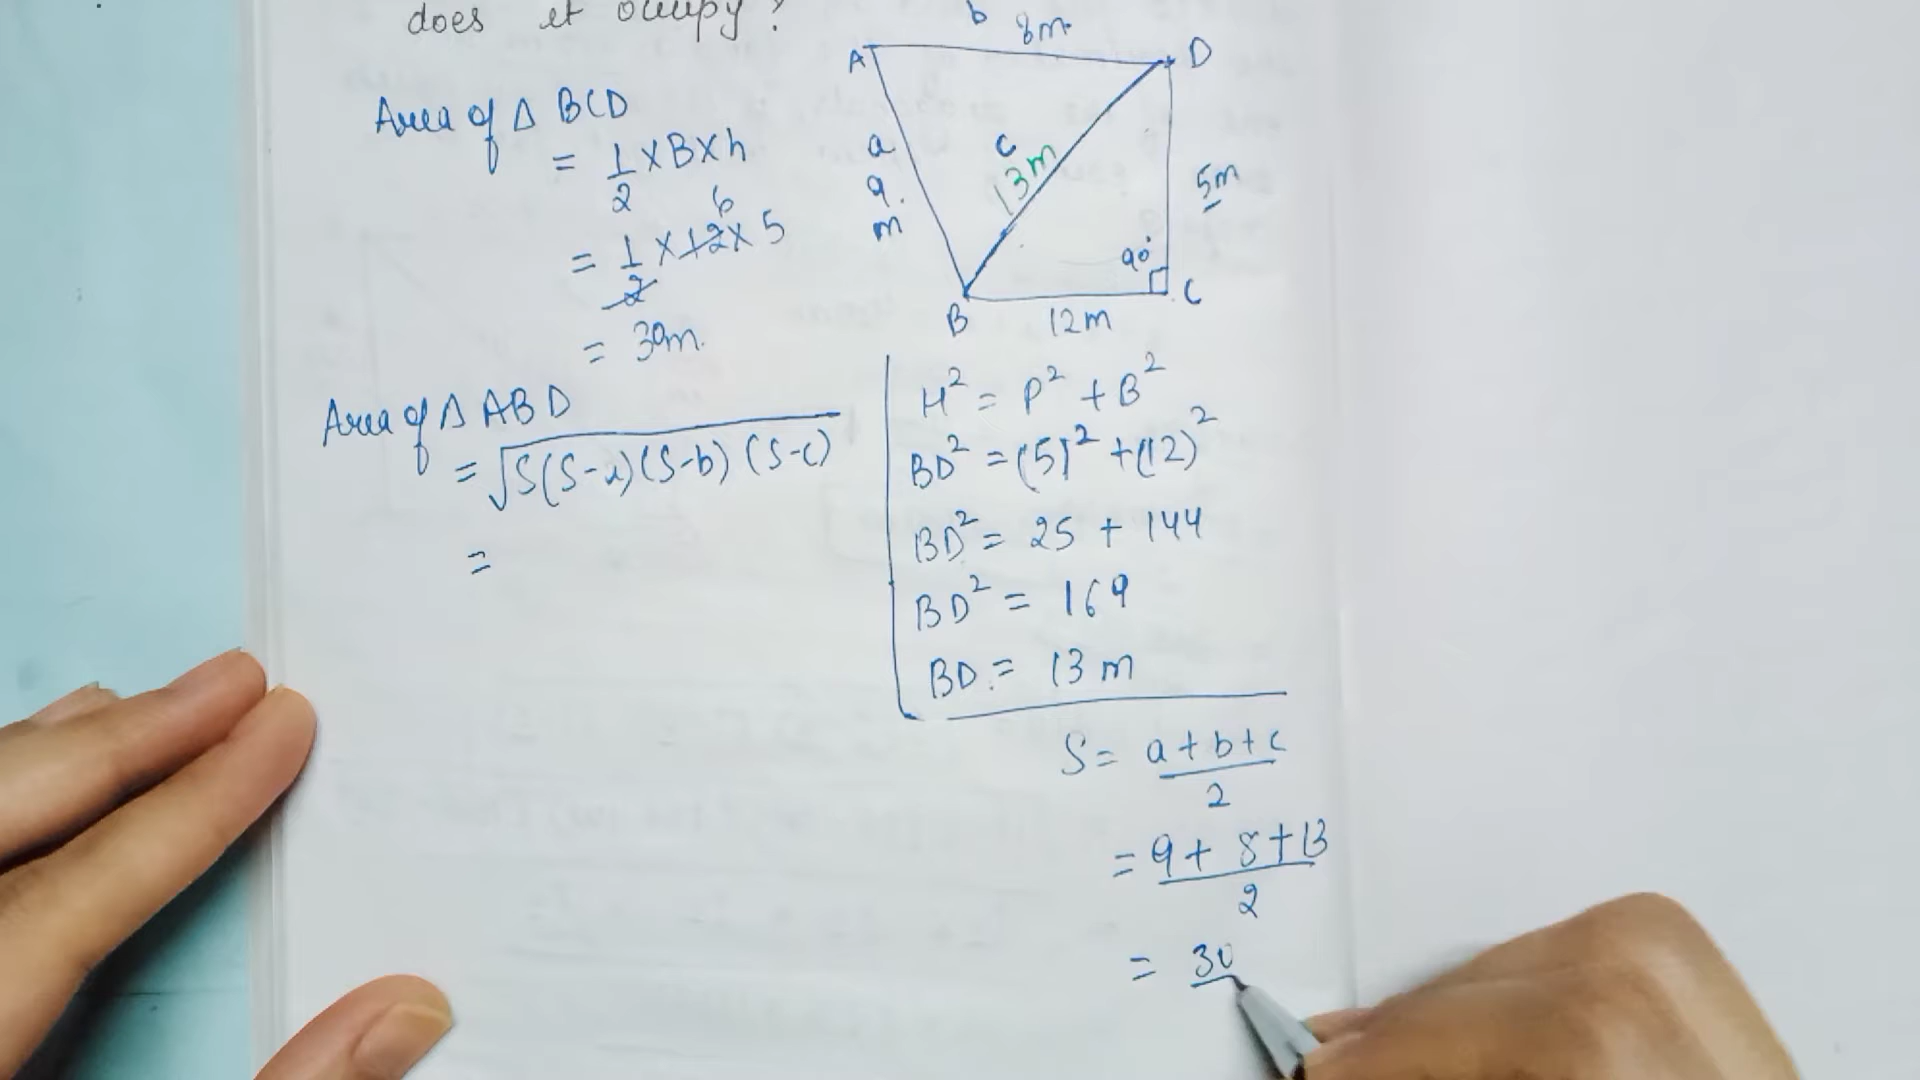 does it occupy?
b
8m
A
D
Area of Δ BCD
= 1/2 × B × h
a
c
13m
5m
9
m
6
= 1/2 × 12 × 5
90°
C
B
12m
= 30m.
H² = P² + B²
Area of Δ ABD
= √S(S-a)(S-b)(S-c)
BD² = (5)² + (12)²
=
BD² = 25 + 144
BD² = 169
BD = 13 m
S = a+b+c/2
= 9+8+13/2
= 30